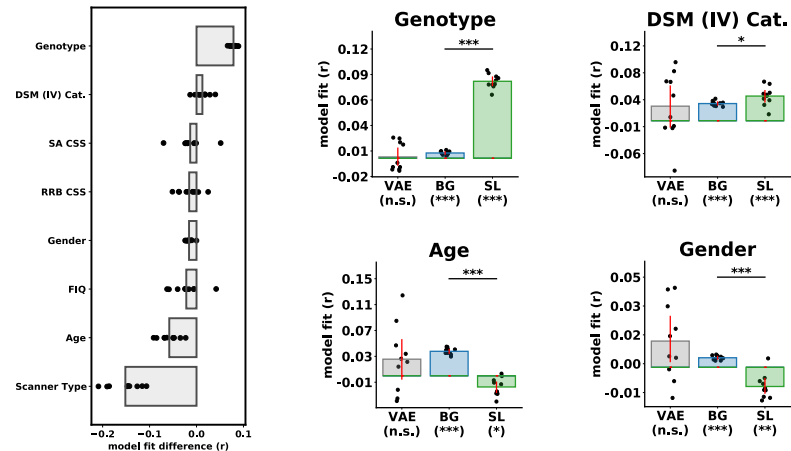 Genotype
DSM (IV) Cat.
SA CSS
RRB CSS
Gender
FIQ
Age
Scanner Type
−0.2
−0.1
0.0
0.1
model fit difference (r)
Genotype
***
model fit (r)
0.12
0.09
0.04
0.01
-0.02
VAE
(n.s.)
BG
(***)
SL
(***)
DSM (IV) Cat.
*
model fit (r)
0.12
0.09
0.04
-0.01
-0.06
VAE
(n.s.)
BG
(***)
SL
(***)
Age
***
model fit (r)
0.15
0.11
0.07
0.03
-0.01
VAE
(n.s.)
BG
(***)
SL
(*)
Gender
***
model fit (r)
0.05
0.03
0.02
0.00
-0.01
VAE
(n.s.)
BG
(***)
SL
(**)